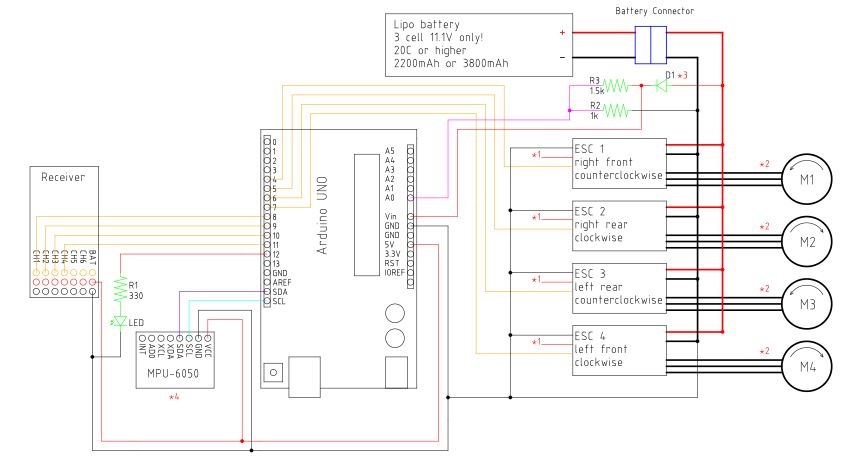 Battery Connector
Lipo battery
3 cell 11.1V only!
20C or higher
2200mAh or 3800mAh
+
-
R3
1.5k
D1
*3
R2
1k
Receiver
CH1
CH2
CH3
CH4
CH5
CH6
BAT
R1
330
LED
INT
AD0
XCL
XDA
SDA
SCL
GND
VCC
MPU-6050
*4
Arduino UNO
0
1
2
3
4
5
6
7
8
9
10
11
12
13
GND
AREF
SDA
SCL
A5
A4
A3
A2
A1
A0
Vin
GND
GND
5V
3.3V
RST
IOREF
*1
ESC 1
right front
counterclockwise
*2
M1
*1
ESC 2
right rear
clockwise
*2
M2
*1
ESC 3
left rear
counterclockwise
*2
M3
*1
ESC 4
left front
clockwise
*2
M4